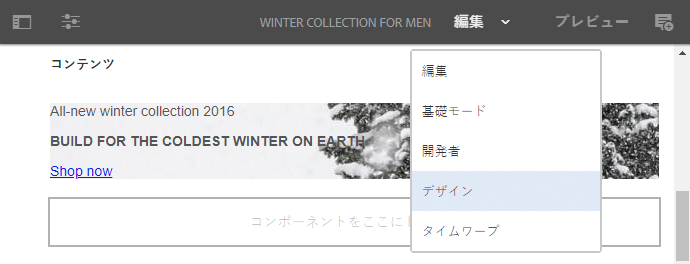 WINTER COLLECTION FOR MEN 編集 プレビュー
コンテンツ
All-new winter collection 2016
BUILD FOR THE COLDEST WINTER ON EARTH
Shop now
コンポーネントをここに
編集
基礎モード
開発者
デザイン
タイムワープ